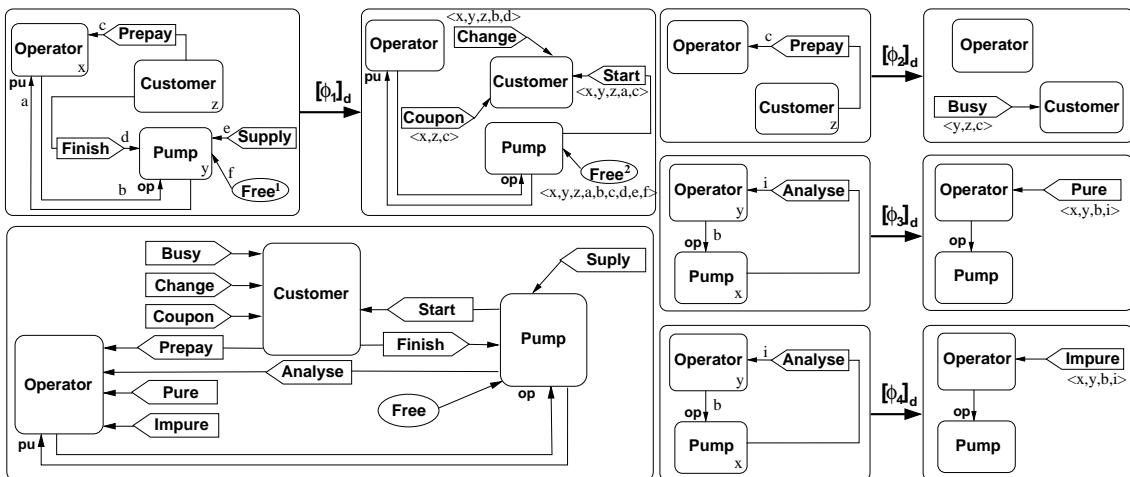 c Prepay
Operator
x
pu
a
Customer
z
Finish d
e Supply
Pump
y
f
Free¹
b op
[ϕ₁]d
<x,y,z,b,d>
Change
Operator
pu
Customer
Start
<x,y,z,a,c>
Coupon
<x,z,c>
Pump
op
Free²
<x,y,z,a,b,c,d,e,f>
c Prepay
Operator
Customer
z
[ϕ₂]d
Operator
Busy
<y,z,c>
Customer
i Analyse
Operator
y
op b
Pump
x
[ϕ₃]d
Operator
Pure
<x,y,b,i>
op
Pump
Busy
Change
Coupon
Customer
Suply
Start
Pump
Prepay
Finish
Operator
Analyse
Pure
Free
op
Impure
pu
i Analyse
Operator
y
op b
Pump
x
[ϕ₄]d
Operator
Impure
<x,y,b,i>
op
Pump